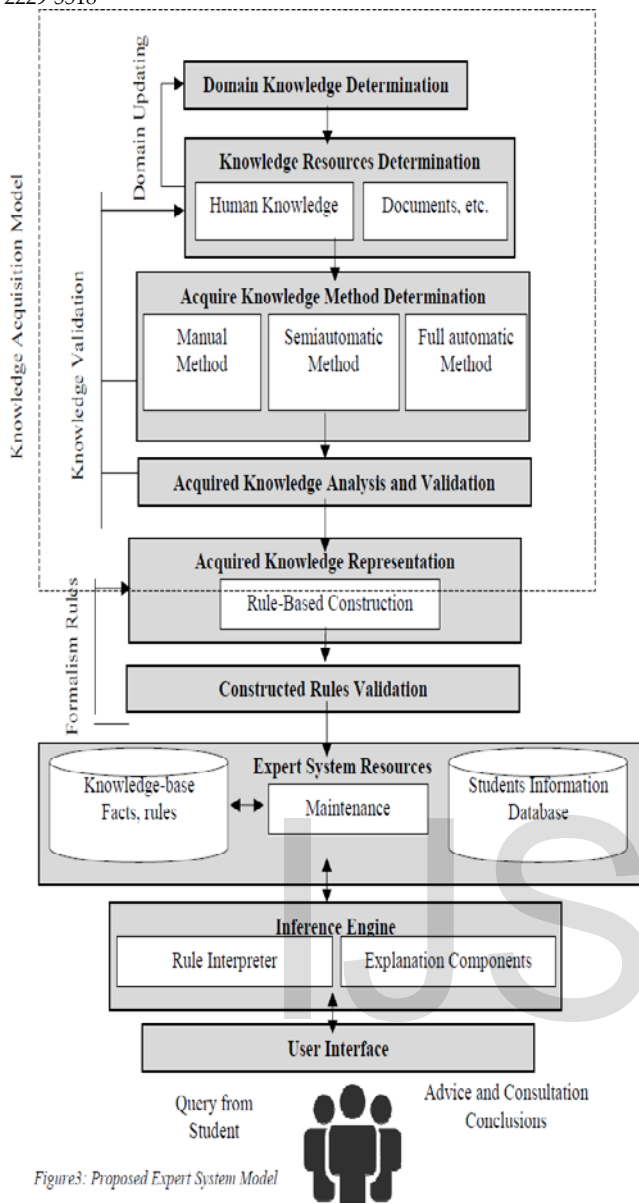 2229-5518
Domain Knowledge Determination
Domain Updating
Knowledge Resources Determination
Human Knowledge
Documents, etc.
Knowledge Acquisition Model
Knowledge Validation
Acquire Knowledge Method Determination
Manual
Method
Semiautomatic
Method
Full automatic
Method
Acquired Knowledge Analysis and Validation
Acquired Knowledge Representation
Rule-Based Construction
Formalism Rules
Constructed Rules Validation
Expert System Resources
Knowledge-base
Facts, rules
Maintenance
Students Information
Database
IJS
Inference Engine
Rule Interpreter
Explanation Components
User Interface
Query from
Student
Advice and Consultation
Conclusions
Figure3: Proposed Expert System Model